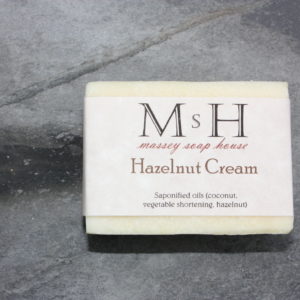 MsH
massey soap house
Hazelnut Cream
Saponified oils (coconut,
vegetable shortening, hazelnut)